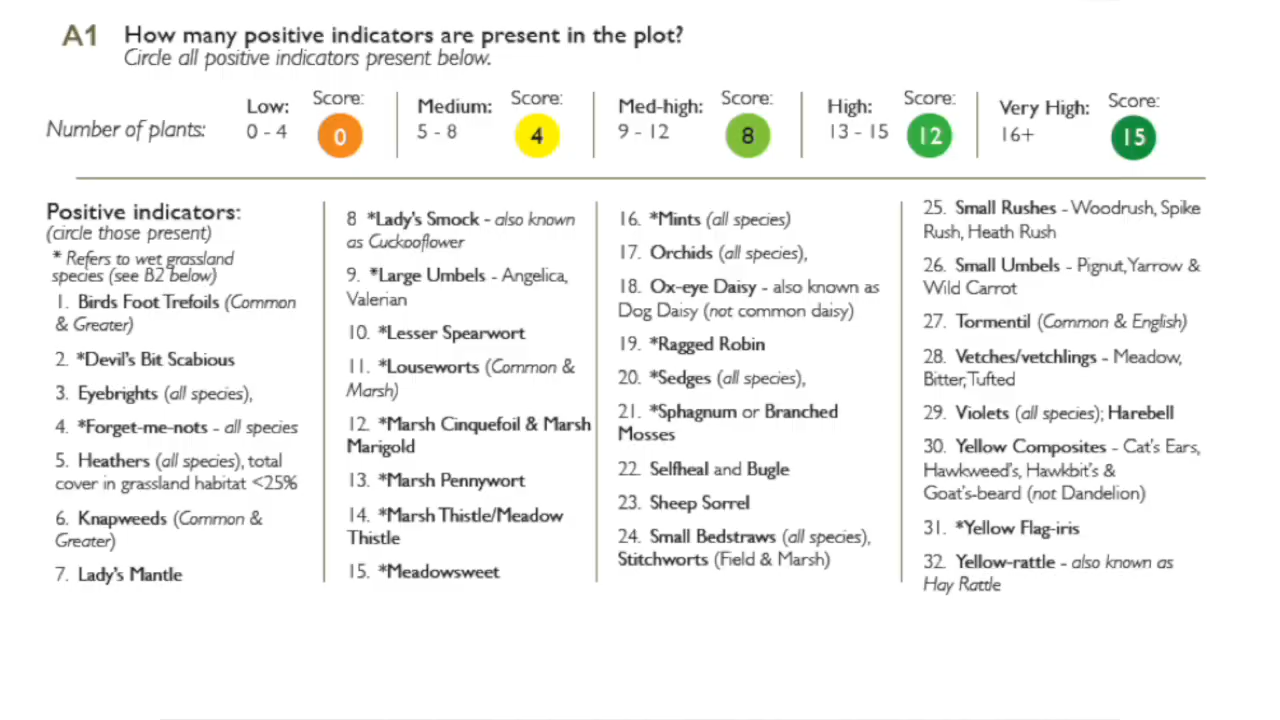 A1 How many positive indicators are present in the plot?
Circle all positive indicators present below.
Number of plants:
Low:
0 - 4
Score:
0
Medium:
5 - 8
Score:
4
Med-high:
9 - 12
Score:
8
High:
13 - 15
Score:
12
Very High:
16+
Score:
15
Positive indicators:
(circle those present)
* Refers to wet grassland
species (see B2 below)
1. Birds Foot Trefoils (Common
& Greater)
2. *Devil's Bit Scabious
3. Eyebrights (all species),
4. *Forget-me-nots - all species
5. Heathers (all species), total
cover in grassland habitat <25%
6. Knapweeds (Common &
Greater)
7. Lady's Mantle
8 *Lady's Smock - also known
as Cuckooflower
9. *Large Umbels - Angelica,
Valerian
10. *Lesser Spearwort
11. *Louseworts (Common &
Marsh)
12. *Marsh Cinquefoil & Marsh
Marigold
13. *Marsh Pennywort
14. *Marsh Thistle/Meadow
Thistle
15. *Meadowsweet
16. *Mints (all species)
17. Orchids (all species),
18. Ox-eye Daisy - also known as
Dog Daisy (not common daisy)
19. *Ragged Robin
20. *Sedges (all species),
21. *Sphagnum or Branched
Mosses
22. Selfheal and Bugle
23. Sheep Sorrel
24. Small Bedstraws (all species),
Stitchworts (Field & Marsh)
25. Small Rushes - Woodrush, Spike
Rush, Heath Rush
26. Small Umbels - Pignut, Yarrow &
Wild Carrot
27. Tormentil (Common & English)
28. Vetches/vetchlings - Meadow,
Bitter, Tufted
29. Violets (all species); Harebell
30. Yellow Composites - Cat's Ears,
Hawkweed's, Hawkbit's &
Goat's-beard (not Dandelion)
31. *Yellow Flag-iris
32. Yellow-rattle - also known as
Hay Rattle